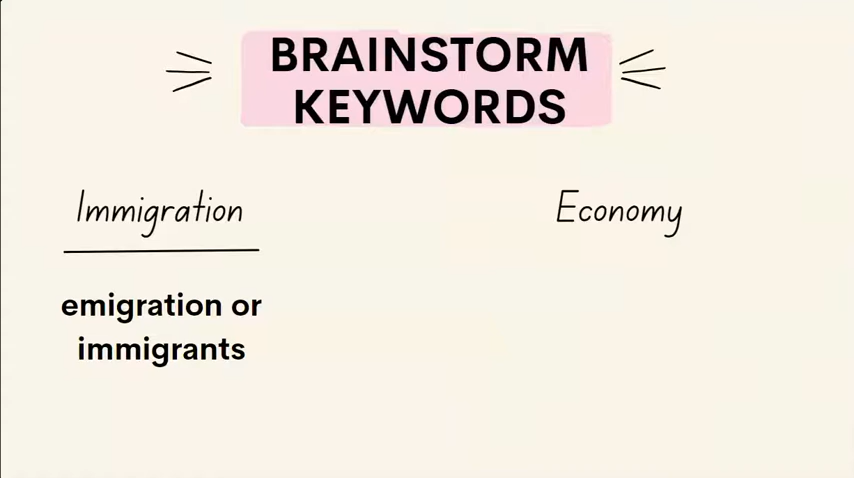 BRAINSTORM
KEYWORDS
Immigration
Economy
emigration or
immigrants